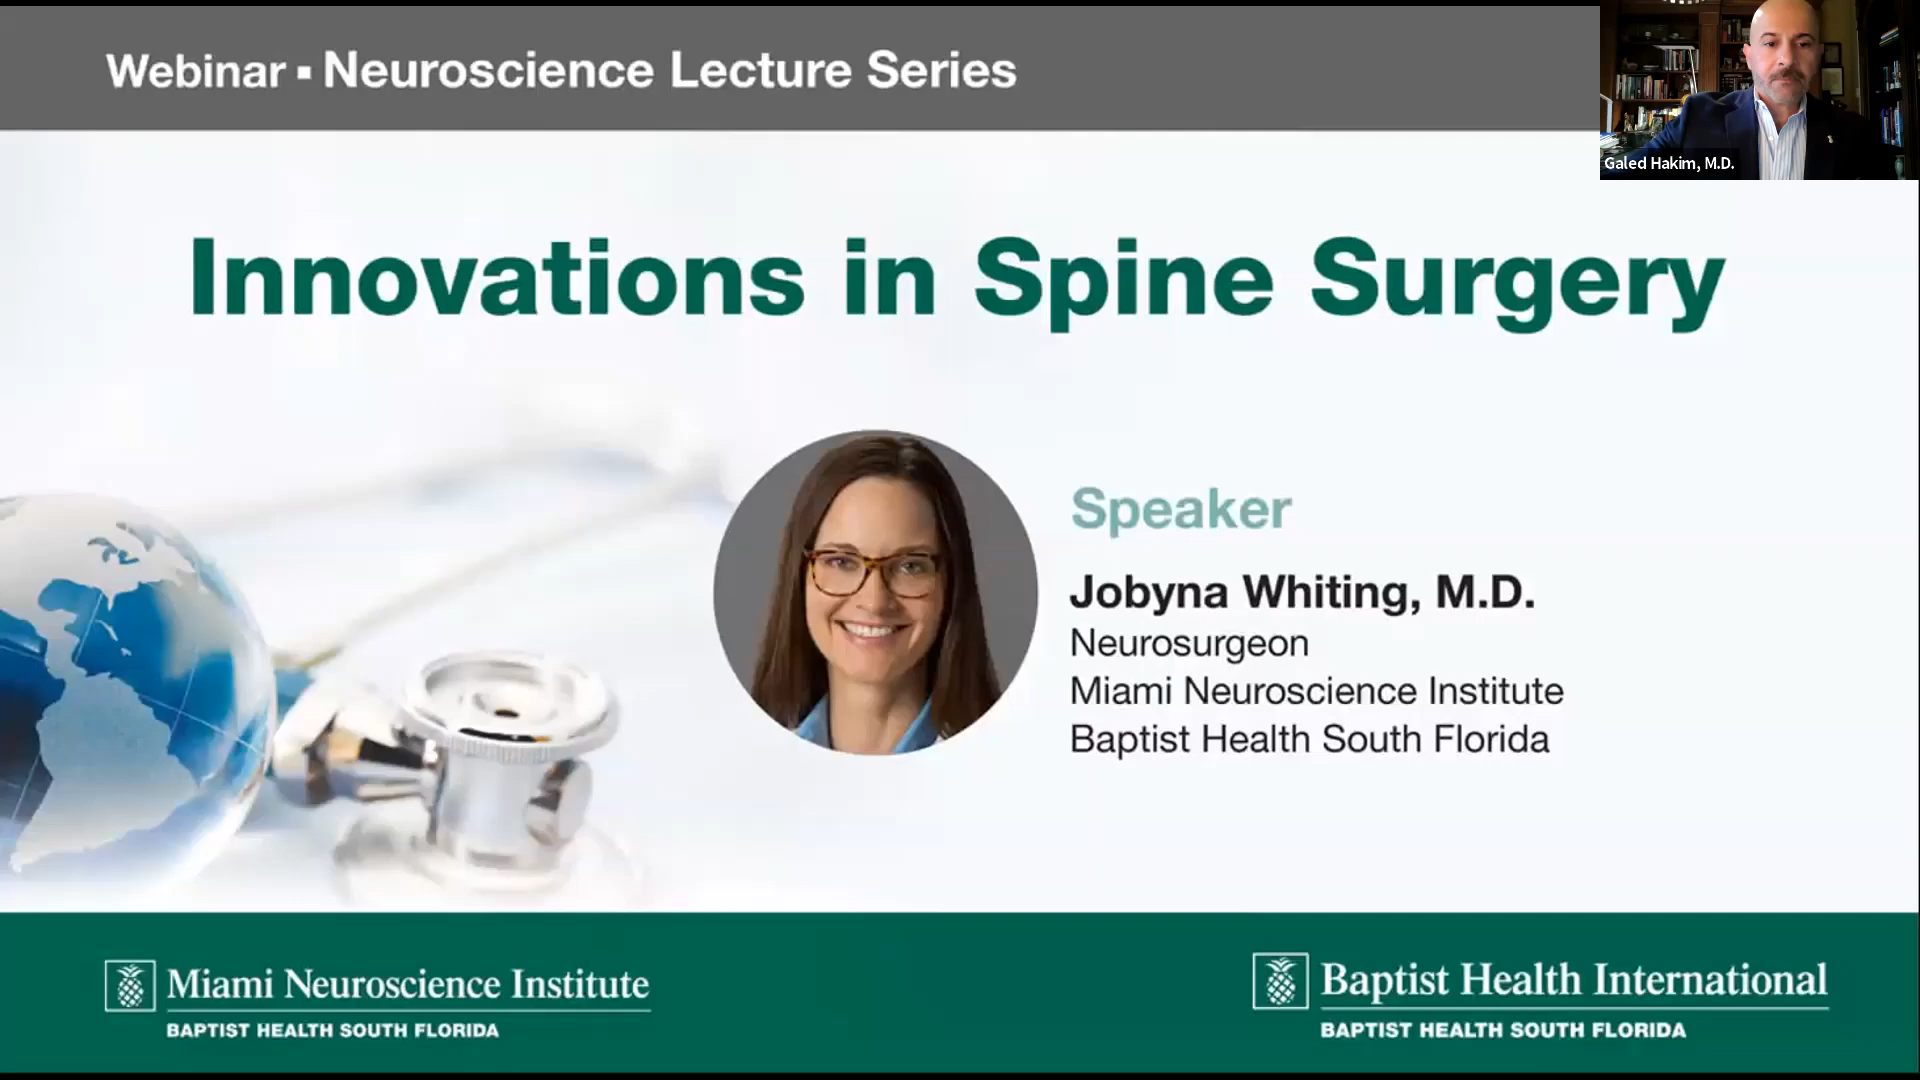 Webinar ▪ Neuroscience Lecture Series
Galed Hakim, M.D.
Innovations in Spine Surgery
Speaker
Jobyna Whiting, M.D.
Neurosurgeon
Miami Neuroscience Institute
Baptist Health South Florida
Miami Neuroscience Institute
BAPTIST HEALTH SOUTH FLORIDA
Baptist Health International
BAPTIST HEALTH SOUTH FLORIDA